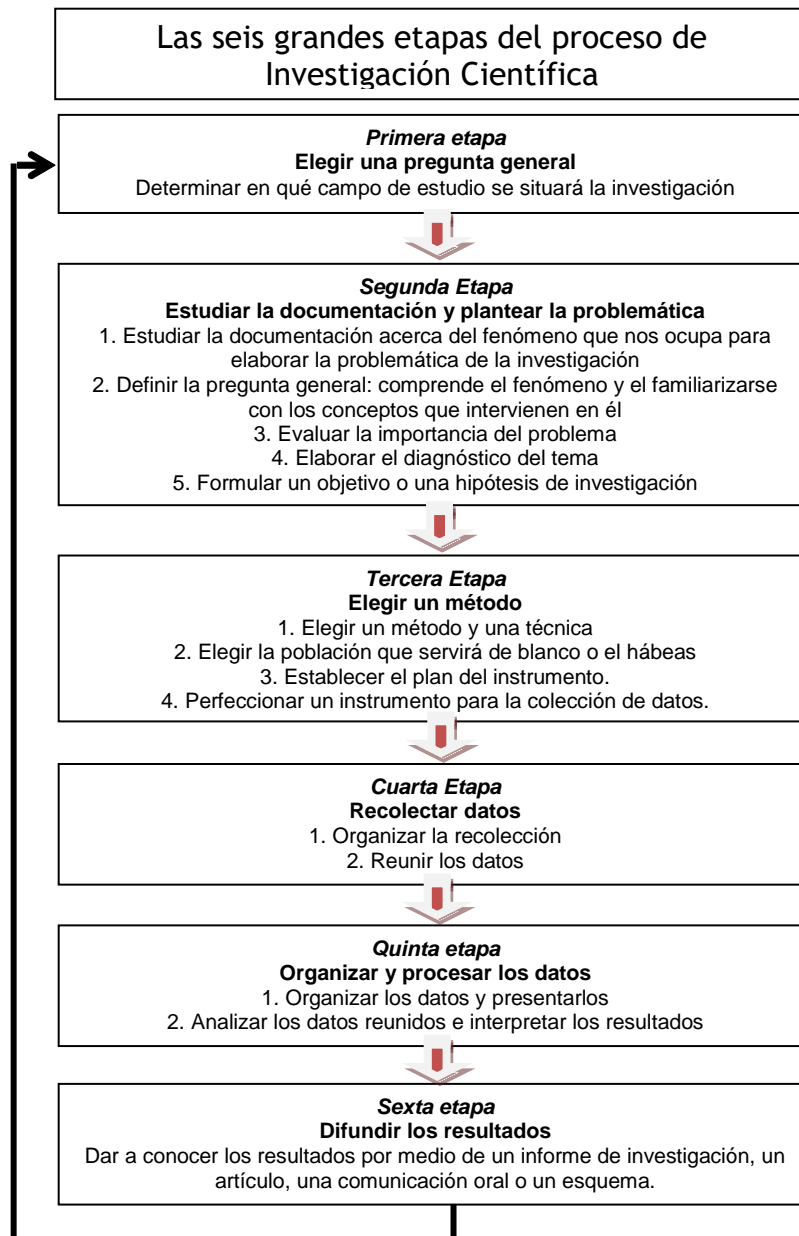 Las seis grandes etapas del proceso de
Investigación Científica
Primera etapa
Elegir una pregunta general
Determinar en qué campo de estudio se situará la investigación
Segunda Etapa
Estudiar la documentación y plantear la problemática
1. Estudiar la documentación acerca del fenómeno que nos ocupa para
elaborar la problemática de la investigación
2. Definir la pregunta general: comprende el fenómeno y el familiarizarse
con los conceptos que intervienen en él
3. Evaluar la importancia del problema
4. Elaborar el diagnóstico del tema
5. Formular un objetivo o una hipótesis de investigación
Tercera Etapa
Elegir un método
1. Elegir un método y una técnica
2. Elegir la población que servirá de blanco o el hábeas
3. Establecer el plan del instrumento.
4. Perfeccionar un instrumento para la colección de datos.
Cuarta Etapa
Recolectar datos
1. Organizar la recolección
2. Reunir los datos
Quinta etapa
Organizar y procesar los datos
1. Organizar los datos y presentarlos
2. Analizar los datos reunidos e interpretar los resultados
Sexta etapa
Difundir los resultados
Dar a conocer los resultados por medio de un informe de investigación, un
artículo, una comunicación oral o un esquema.